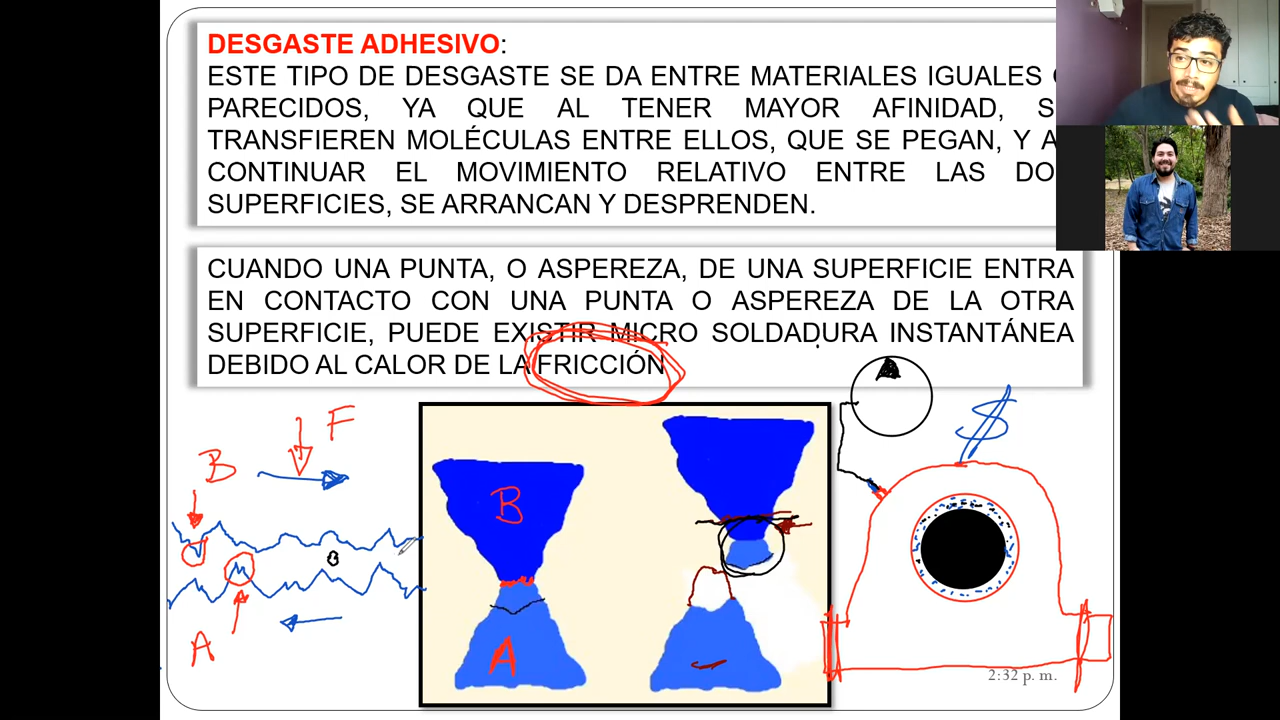 DESGASTE ADHESIVO:
ESTE TIPO DE DESGASTE SE DA ENTRE MATERIALES IGUALES
PARECIDOS, YA QUE AL TENER MAYOR AFINIDAD, S
TRANSFIEREN MOLÉCULAS ENTRE ELLOS, QUE SE PEGAN, Y A
CONTINUAR EL MOVIMIENTO RELATIVO ENTRE LAS DO
SUPERFICIES, SE ARRANCAN Y DESPRENDEN.
CUANDO UNA PUNTA, O ASPEREZA, DE UNA SUPERFICIE ENTRA
EN CONTACTO CON UNA PUNTA O ASPEREZA DE LA OTRA
SUPERFICIE, PUEDE EXISTIR MICRO SOLDADURA INSTANTÁNEA
DEBIDO AL CALOR DE LA FRICCIÓN
F
B
A
B
A
$
2:32 p. m.